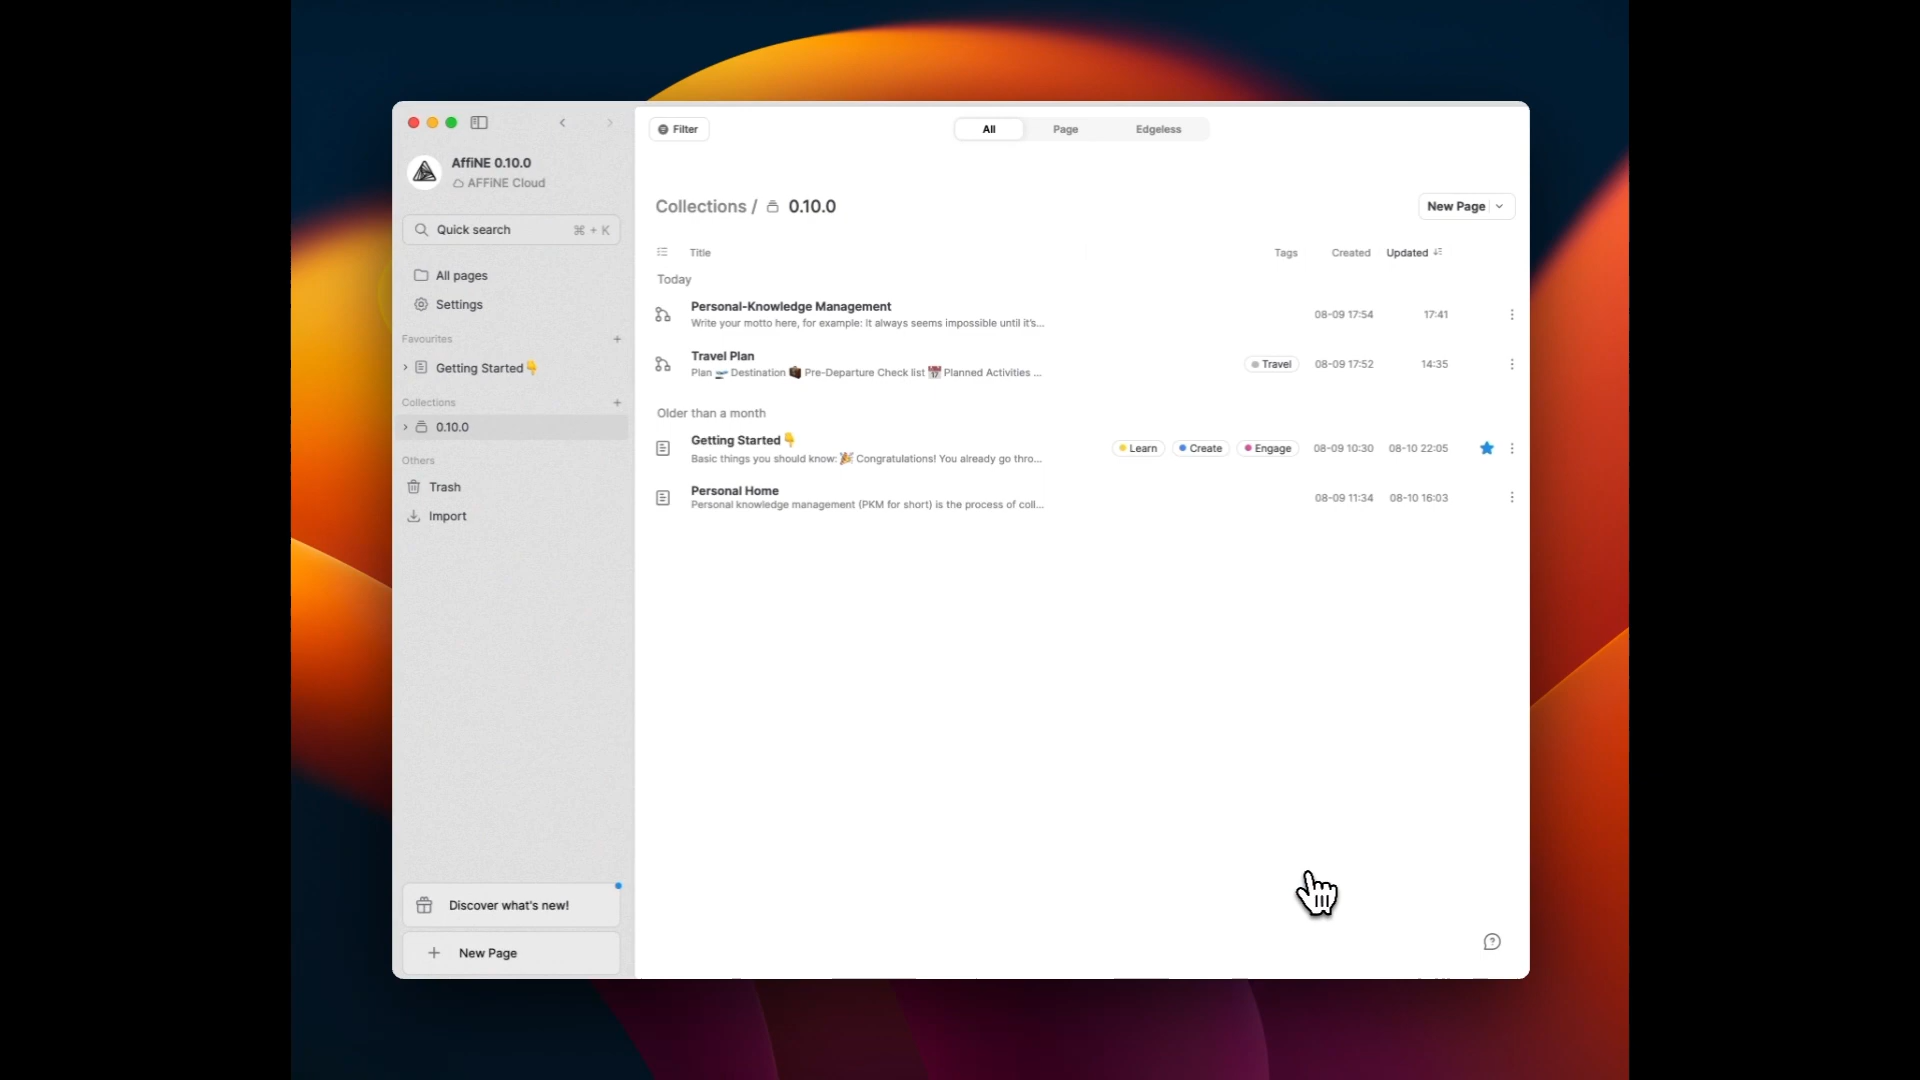 AffiNE 0.10.0
AFFiNE Cloud
Quick search ⌘ + K
All pages
Settings
Favourites
Getting Started👇
Collections
0.10.0
Others
Trash
Import
Discover what's new!
New Page
Filter
All Page Edgeless
Collections / 0.10.0
New Page
Title Tags Created Updated
Today
Personal-Knowledge Management
Write your motto here, for example: It always seems impossible until it's...
08-09 17:54 17:41
Travel Plan
Plan 🛫 Destination 🧳 Pre-Departure Check list 📅 Planned Activities ...
Travel 08-09 17:52 14:35
Older than a month
Getting Started👇
Basic things you should know: 🎉 Congratulations! You already go thro...
Learn Create Engage 08-09 10:30 08-10 22:05
Personal Home
Personal knowledge management (PKM for short) is the process of coll...
08-09 11:34 08-10 16:03